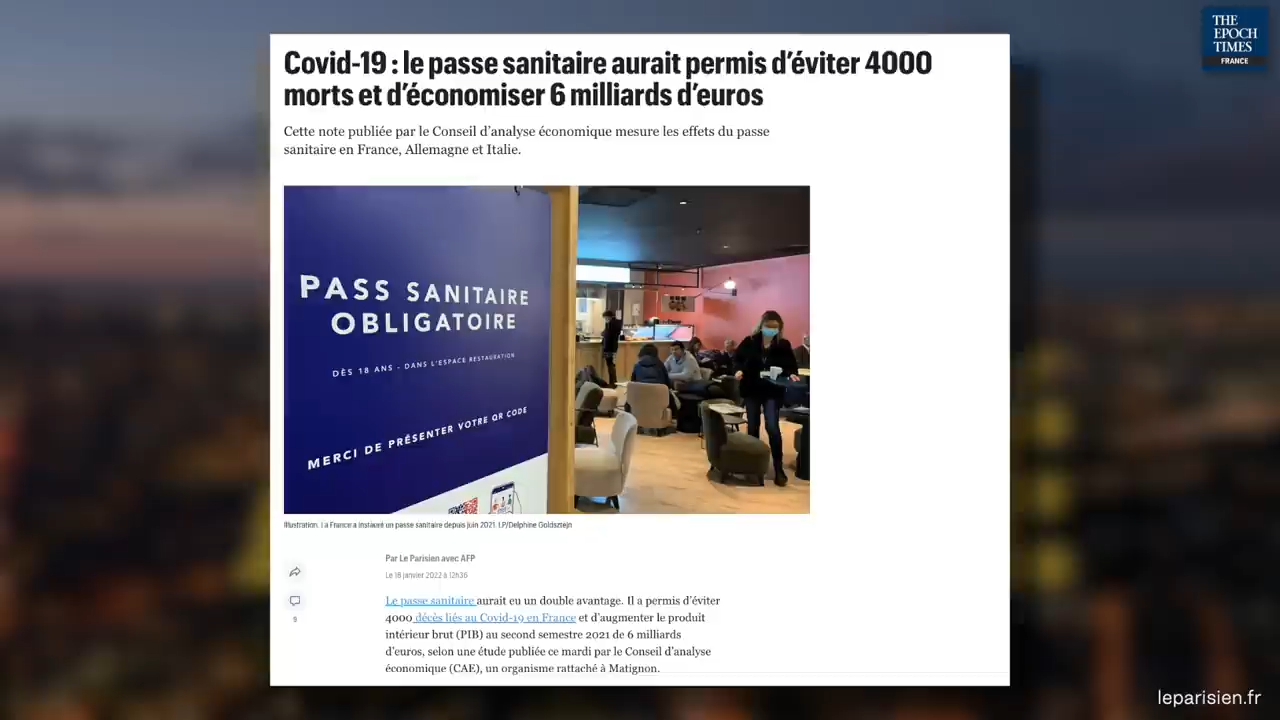 THE
EPOCH
TIMES
FRANCE
Covid-19 : le passe sanitaire aurait permis d'éviter 4000
morts et d'économiser 6 milliards d'euros
Cette note publiée par le Conseil d'analyse économique mesure les effets du passe
sanitaire en France, Allemagne et Italie.
PASS SANITAIRE
OBLIGATOIRE
DÈS 18 ANS - DANS L'ESPACE RESTAURATION
MERCI DE PRÉSENTER VOTRE QR CODE
Illustration. La France a instauré un passe sanitaire depuis juin 2021. LP/Delphine Goldsztejn
Par Le Parisien avec AFP
Le 18 janvier 2022 à 12h36
9
Le passe sanitaire aurait eu un double avantage. Il a permis d'éviter
4000 décès liés au Covid-19 en France et d'augmenter le produit
intérieur brut (PIB) au second semestre 2021 de 6 milliards
d'euros, selon une étude publiée ce mardi par le Conseil d'analyse
économique (CAE), un organisme rattaché à Matignon.
leparisien.fr